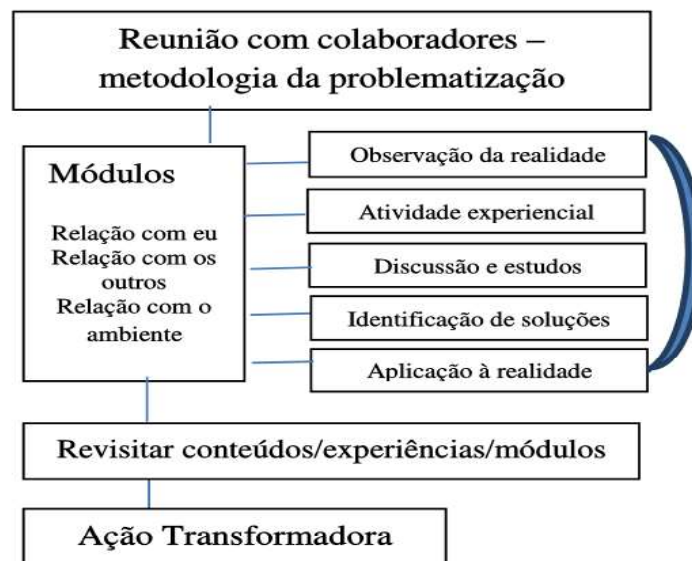 Reunião com colaboradores –
metodologia da problematização
Módulos
Relação com eu
Relação com os
outros
Relação com o
ambiente
Observação da realidade
Atividade experiencial
Discussão e estudos
Identificação de soluções
Aplicação à realidade
Revisitar conteúdos/experiências/módulos
Ação Transformadora